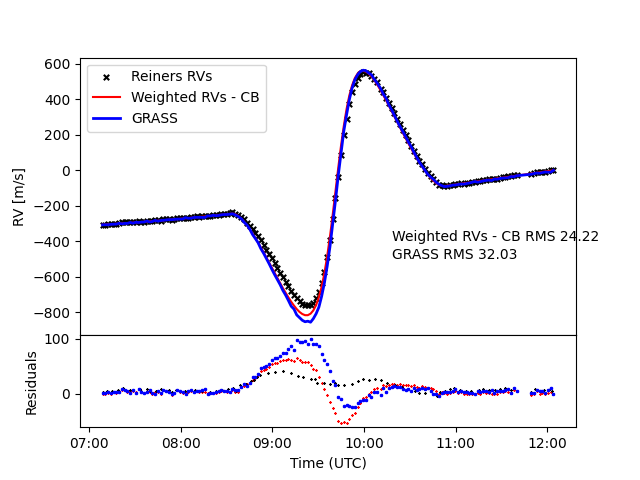 600
400
200
0
−200
−400
−600
−800
RV [m/s]
Reiners RVs
Weighted RVs - CB
GRASS
Weighted RVs - CB RMS 24.22
GRASS RMS 32.03
100
0
Residuals
07:00 08:00 09:00 10:00 11:00 12:00
Time (UTC)